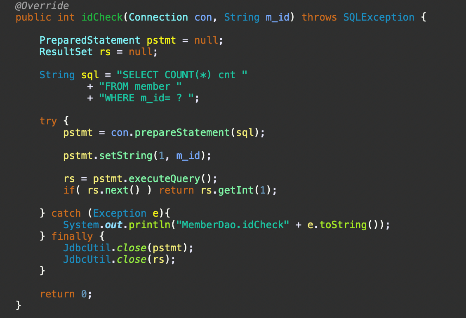 @Override
public int idCheck(Connection con, String m_id) throws SQLException {
PreparedStatement pstmt = null;
ResultSet rs = null;
String sql = "SELECT COUNT(*) cnt "
+ "FROM member "
+ "WHERE m_id= ? ";
try {
pstmt = con.prepareStatement(sql);
pstmt.setString(1, m_id);
rs = pstmt.executeQuery();
if( rs.next() ) return rs.getInt(1);
} catch (Exception e){
System.out.println("MemberDao.idCheck" + e.toString());
} finally {
JdbcUtil.close(pstmt);
JdbcUtil.close(rs);
}
return 0;
}